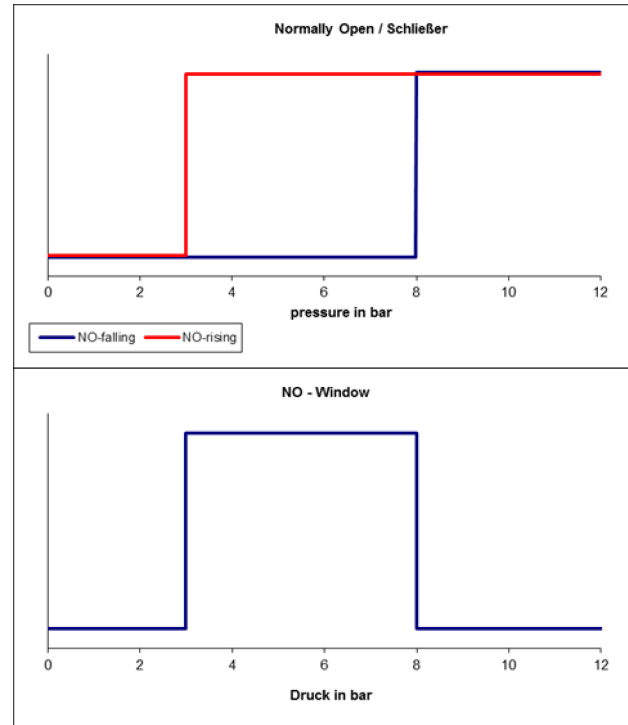 Normally Open / Schließer
0 2 4 6 8 10 12
pressure in bar
NO-falling NO-rising
NO - Window
0 2 4 6 8 10 12
Druck in bar